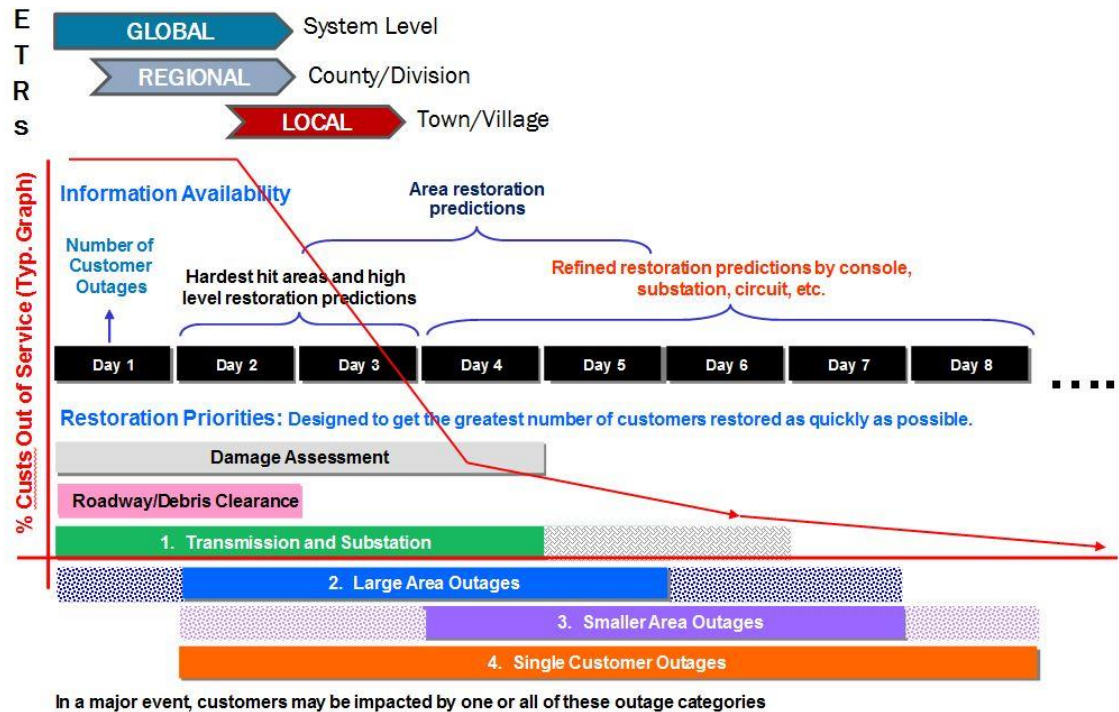 E
T
R
s
GLOBAL
System Level
REGIONAL
County/Division
LOCAL
Town/Village
% Custs Out of Service (Typ. Graph)
Information Availability
Area restoration
predictions
Number of
Customer
Outages
Hardest hit areas and high
level restoration predictions
Refined restoration predictions by console,
substation, circuit, etc.
Day 1
Day 2
Day 3
Day 4
Day 5
Day 6
Day 7
Day 8
....
Restoration Priorities: Designed to get the greatest number of customers restored as quickly as possible.
Damage Assessment
Roadway/Debris Clearance
1. Transmission and Substation
2. Large Area Outages
3. Smaller Area Outages
4. Single Customer Outages
In a major event, customers may be impacted by one or all of these outage categories